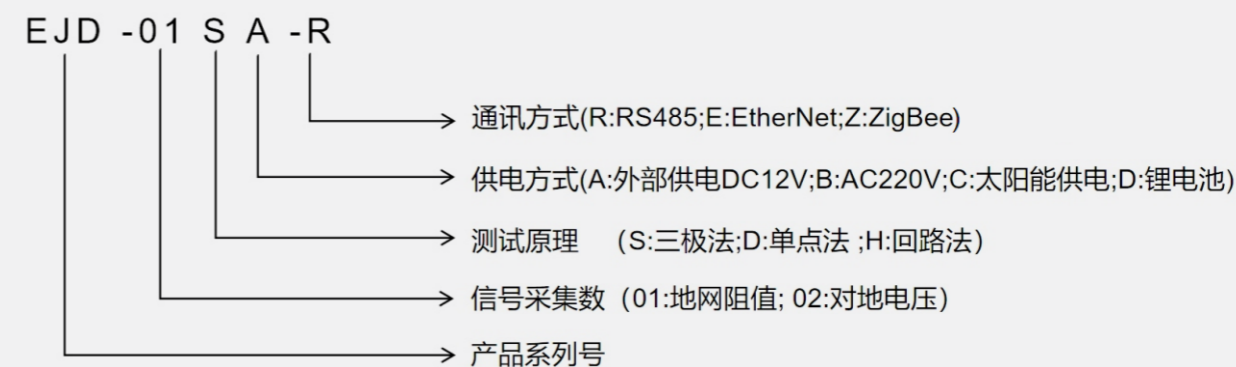 EJD -01 S A -R
通讯方式(R:RS485;E:EtherNet;Z:ZigBee)
供电方式(A:外部供电DC12V;B:AC220V;C:太阳能供电;D:锂电池)
测试原理 （S:三极法;D:单点法 ;H:回路法）
信号采集数（01:地网阻值; 02:对地电压）
产品系列号